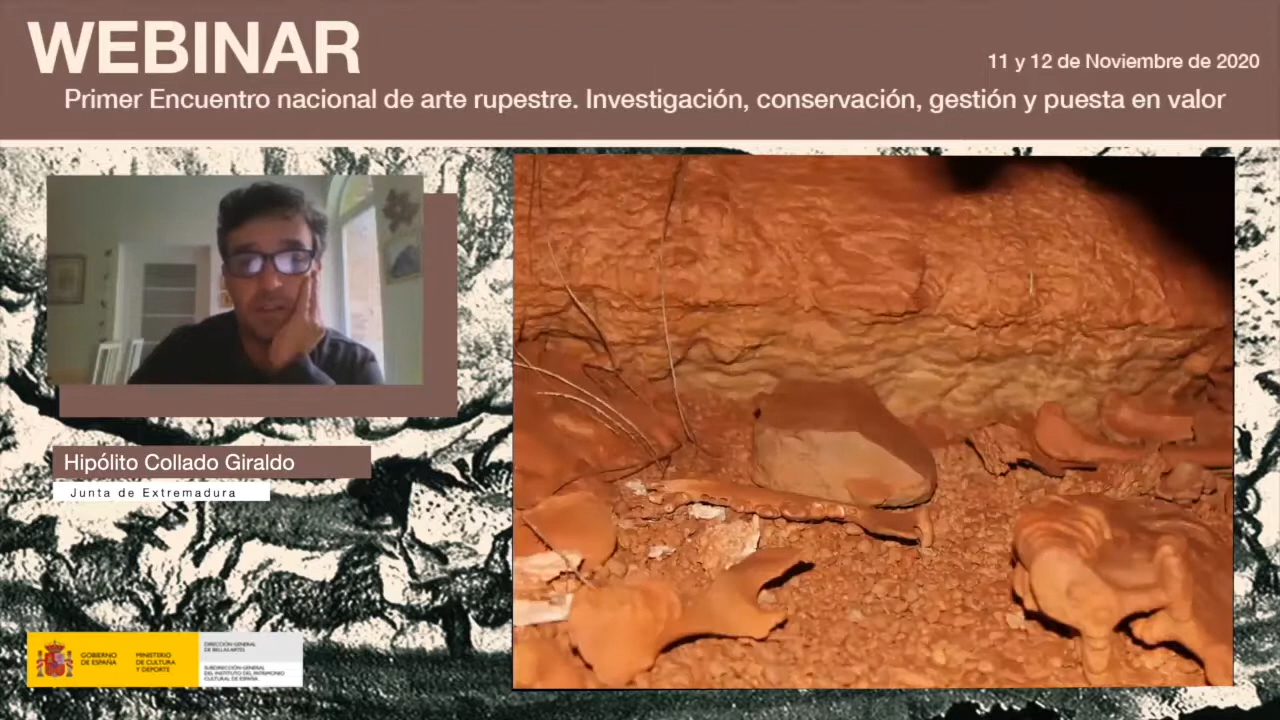 WEBINAR
11 y 12 de Noviembre de 2020
Primer Encuentro nacional de arte rupestre. Investigación, conservación, gestión y puesta en valor
Hipólito Collado Giraldo
Junta de Extremadura
GOBIERNO
DE ESPAÑA
MINISTERIO
DE CULTURA
Y DEPORTE
DIRECCIÓN GENERAL
DE BELLAS ARTES
SUBDIRECCIÓN GENERAL
DEL INSTITUTO DEL PATRIMONIO
CULTURAL DE ESPAÑA